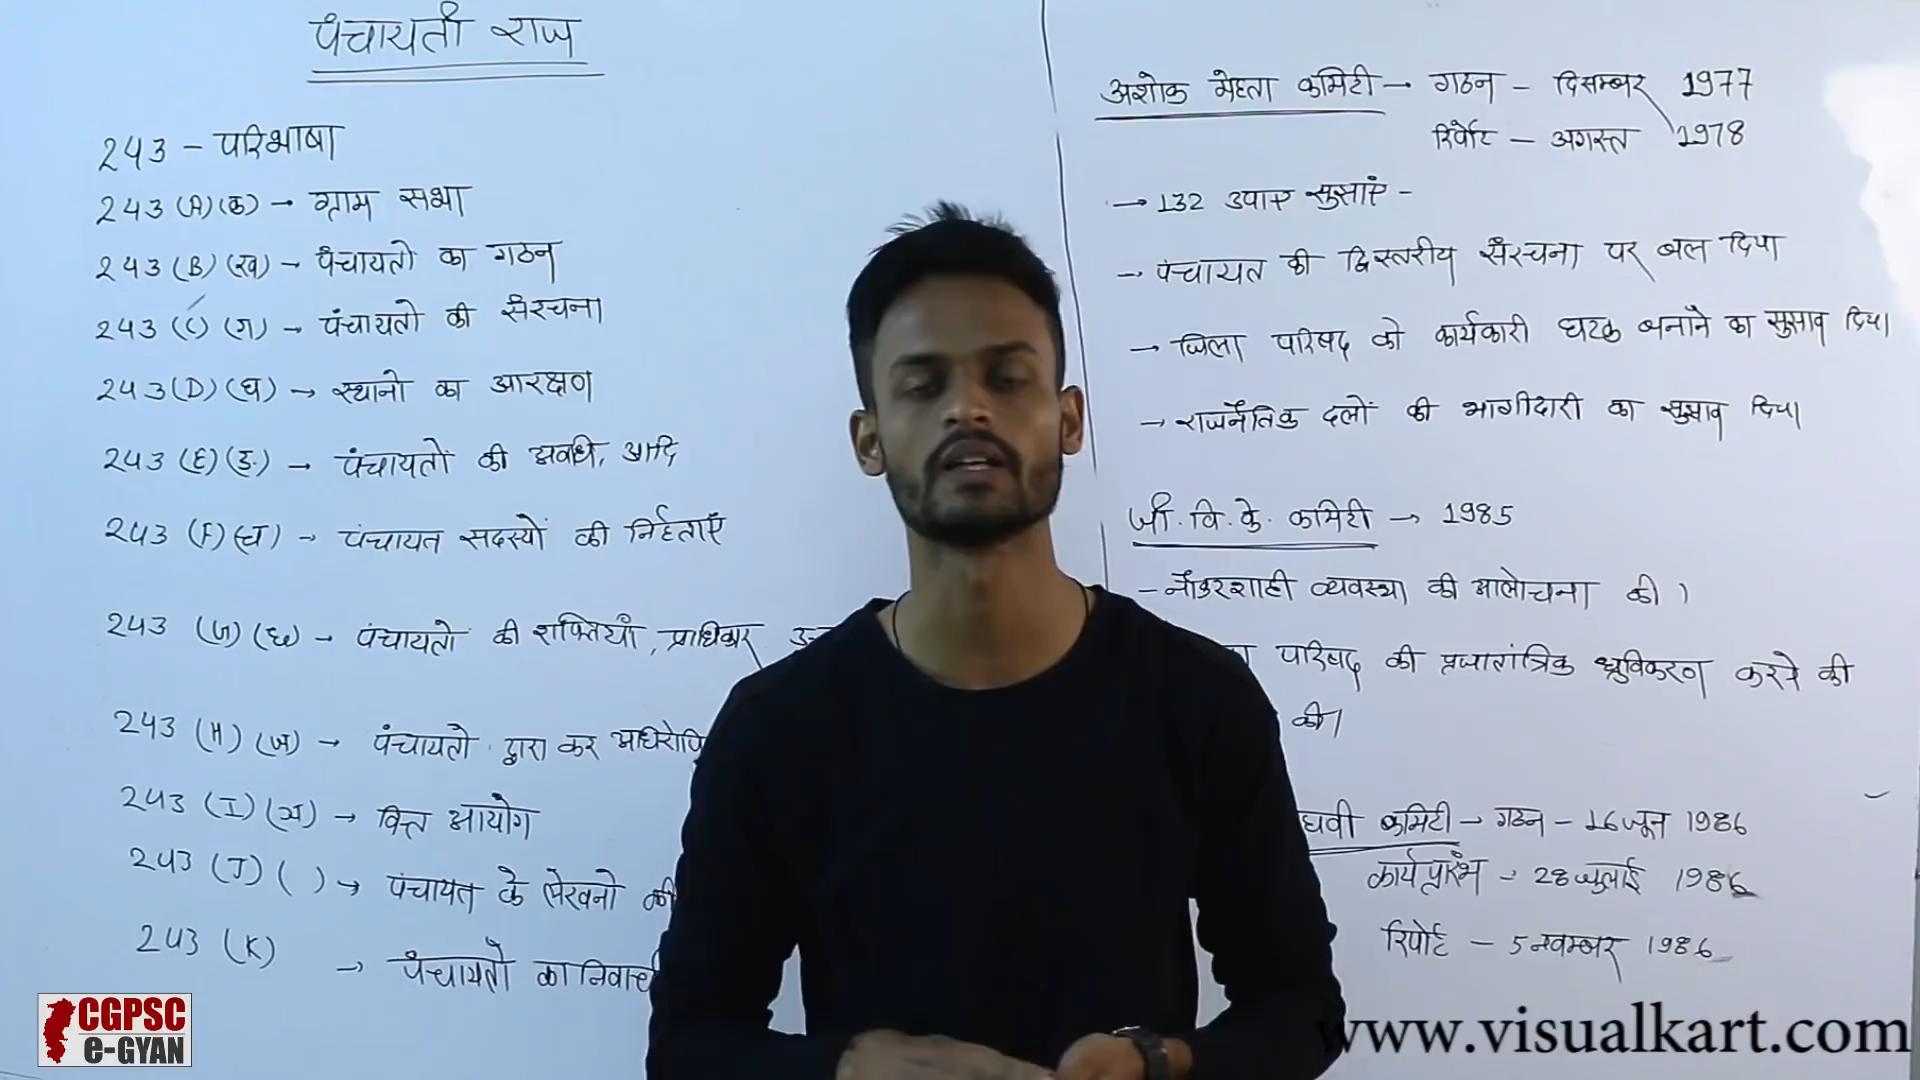 पंचायती राज
243 - परिभाषा
243 (A) (क) → ग्राम सभा
243 (B) (ख) → पंचायतो का गठन
243 (C) (ग) → पंचायतो की संरचना
243 (D) (घ) → स्थानो का आरक्षण
243 (E) (ङ) → पंचायतो की अवधि, आदि
243 (F) (च) → पंचायत सदस्यों की निर्हताएं
243 (छ) → पंचायतो की शक्तियाँ, प्राधिकार
243 (H) (ज) → पंचायतो द्वारा कर
243 (I) (झ) → वित्त आयोग
243 (J) ( ) → पंचायत के लेखनो की
243 (K) → पंचायतो का
अशोक मेहता कमिटी → गठन - दिसम्बर 1977
रिर्पोट - अगस्त 1978
→ 132 उपाए सुझाएं -
→ पंचायत की द्विस्तरीय संरचना पर बल दिया
→ जिला परिषद को कार्यकारी घटक बनाने का सुझाव दिया।
→ राजनैतिक दलों की भागीदारी का सुझाव दिया।
जी. वि. के. कमिटी → 1985
- नौकरशाही व्यवस्था की आलोचना की।
परिषद की प्रजातांत्रिक ध्रुविकरण करने की
की।
घवी कमिटी → गठन - 16 जून 1986
कार्यप्रारंभ - 28 जुलाई 1986
रिपोर्ट - 5 नवम्बर 1986
CGPSC
e-GYAN
www.visualkart.com